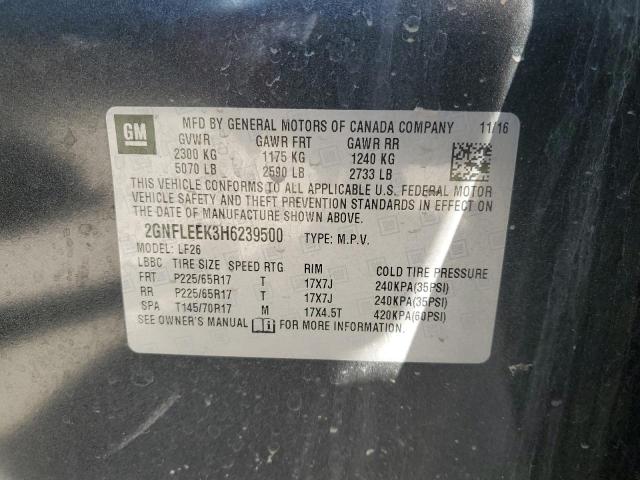 GM
MFD BY GENERAL MOTORS OF CANADA COMPANY 11/16
GVWR GAWR FRT GAWR RR
2300 KG 1175 KG 1240 KG
5070 LB 2590 LB 2733 LB
THIS VEHICLE CONFORMS TO ALL APPLICABLE U.S. FEDERAL MOTOR
VEHICLE SAFETY AND THEFT PREVENTION STANDARDS IN EFFECT ON
THE DATE OF MANUFACTURE SHOWN ABOVE.
2GNFLEEK3H6239500 TYPE: M.P.V.
MODEL: LF26
LBBC TIRE SIZE SPEED RTG RIM COLD TIRE PRESSURE
FRT P225/65R17 T 17X7J 240KPA(35PSI)
RR P225/65R17 T 17X7J 240KPA(35PSI)
SPA T145/70R17 M 17X4.5T 420KPA(60PSI)
SEE OWNER'S MANUAL FOR MORE INFORMATION.